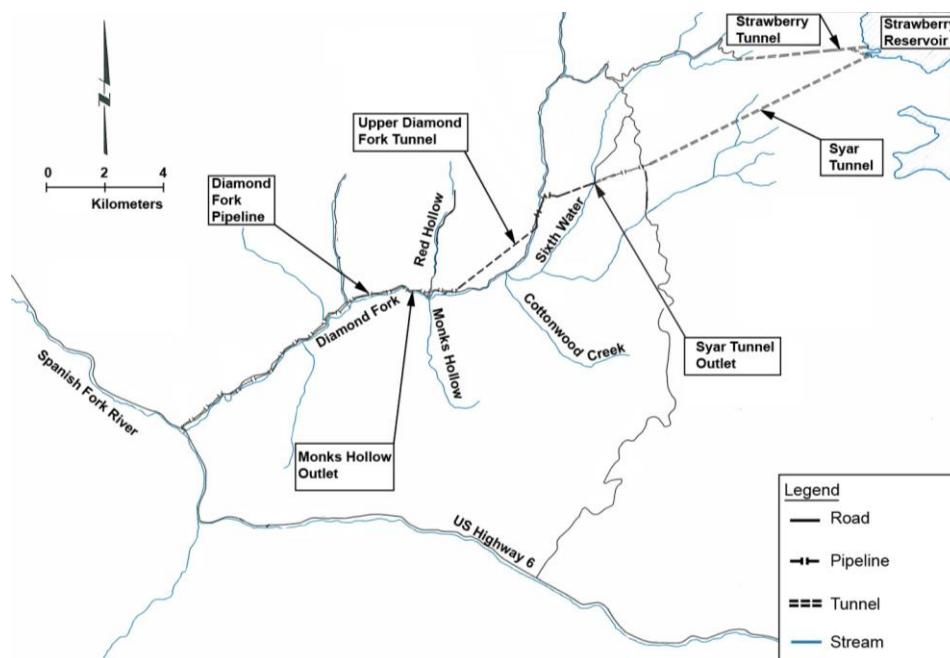 Strawberry
Tunnel
Strawberry
Reservoir
Upper Diamond
Fork Tunnel
Syar
Tunnel
N
0 2 4
Kilometers
Diamond
Fork
Pipeline
Red Hollow
Sixth Water
Diamond Fork
Monks Hollow
Cottonwood Creek
Syar Tunnel
Outlet
Spanish Fork River
Monks Hollow
Outlet
US Highway 6
Legend
Road
Pipeline
Tunnel
Stream